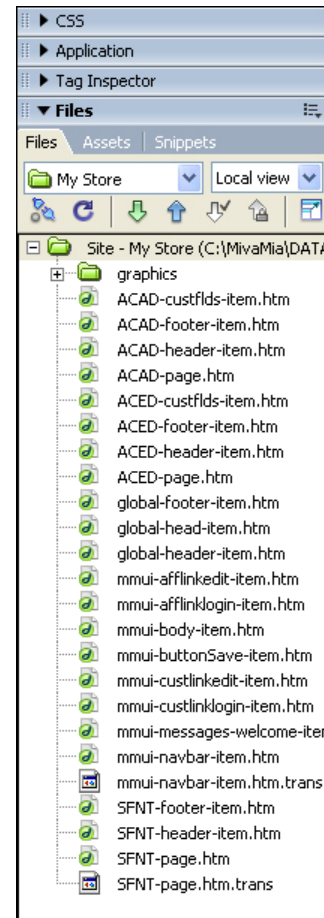 CSS
Application
Tag Inspector
Files
Files Assets Snippets
My Store Local view
Site - My Store (C:\MivaMia\DATA
graphics
ACAD-custflds-item.htm
ACAD-footer-item.htm
ACAD-header-item.htm
ACAD-page.htm
ACED-custflds-item.htm
ACED-footer-item.htm
ACED-header-item.htm
ACED-page.htm
global-footer-item.htm
global-head-item.htm
global-header-item.htm
mmui-afflinkedit-item.htm
mmui-afflinklogin-item.htm
mmui-body-item.htm
mmui-buttonSave-item.htm
mmui-custlinkedit-item.htm
mmui-custlinklogin-item.htm
mmui-messages-welcome-iter
mmui-navbar-item.htm
mmui-navbar-item.htm.trans
SFNT-footer-item.htm
SFNT-header-item.htm
SFNT-page.htm
SFNT-page.htm.trans